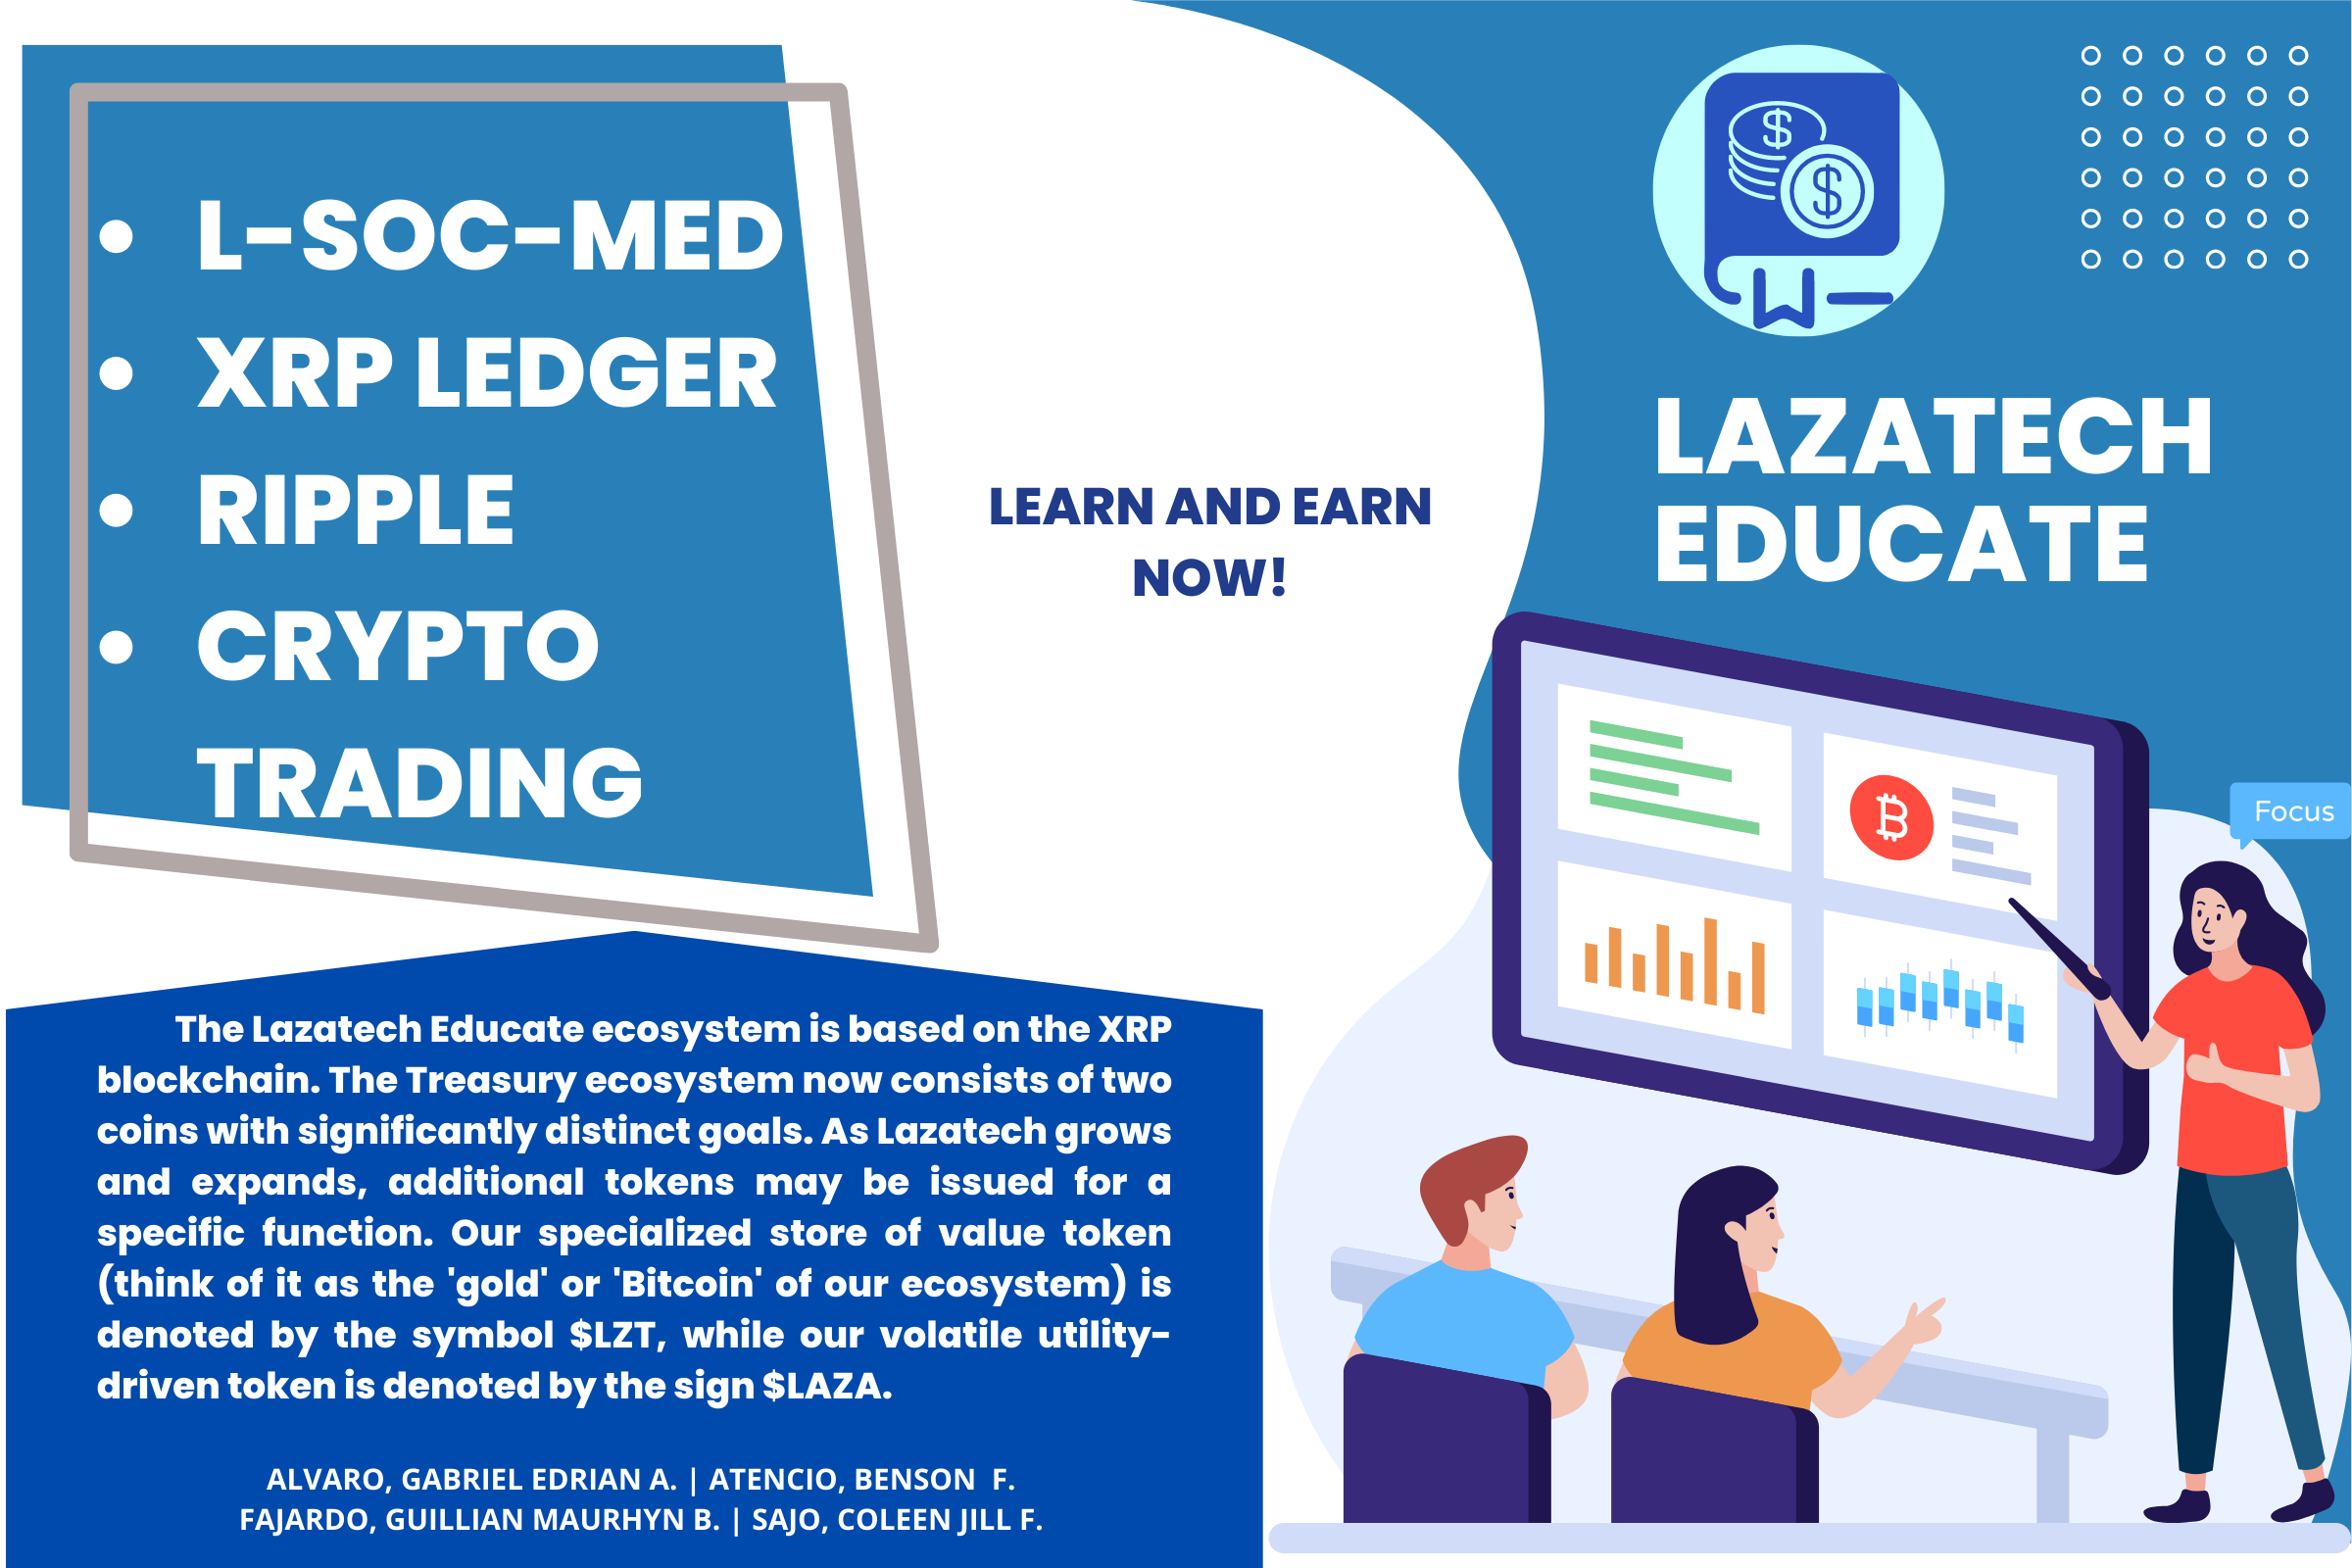 • L-SOC-MED
• XRP LEDGER
• RIPPLE
• CRYPTO
TRADING
LEARN AND EARN
NOW!
$
$
LAZATECH
EDUCATE
Focus
The Lazatech Educate ecosystem is based on the XRP
blockchain. The Treasury ecosystem now consists of two
coins with significantly distinct goals. As Lazatech grows
and expands, additional tokens may be issued for a
specific function. Our specialized store of value token
(think of it as the 'gold' or 'Bitcoin' of our ecosystem) is
denoted by the symbol $LZT, while our volatile utility-
driven token is denoted by the sign $LAZA.
ALVARO, GABRIEL EDRIAN A. | ATENCIO, BENSON  F.
FAJARDO, GUILLIAN MAURHYN B. | SAJO, COLEEN JILL F.